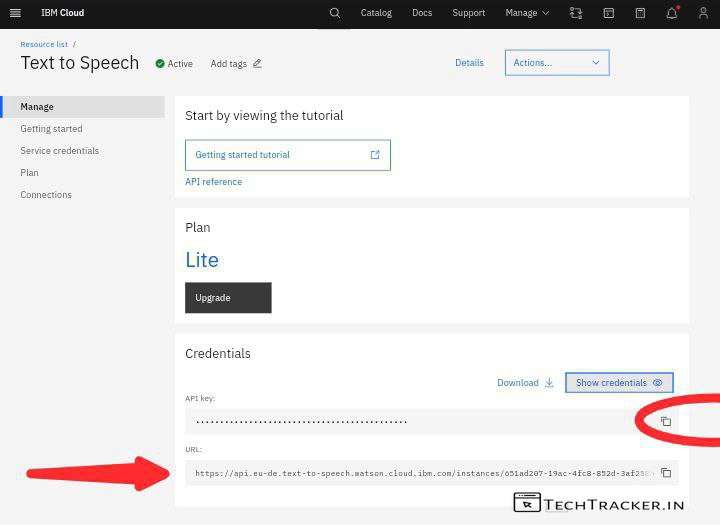 IBM Cloud
Catalog
Docs
Support
Manage
Resource list /
Text to Speech
Active
Add tags
Details
Actions...
Manage
Getting started
Service credentials
Plan
Connections
Start by viewing the tutorial
Getting started tutorial
API reference
Plan
Lite
Upgrade
Credentials
Download
Show credentials
API key:
URL:
https://api.eu-de.text-to-speech.watson.cloud.ibm.com/instances/651ad207-19ac-4fc8-852d-3af258
TechTracker.in